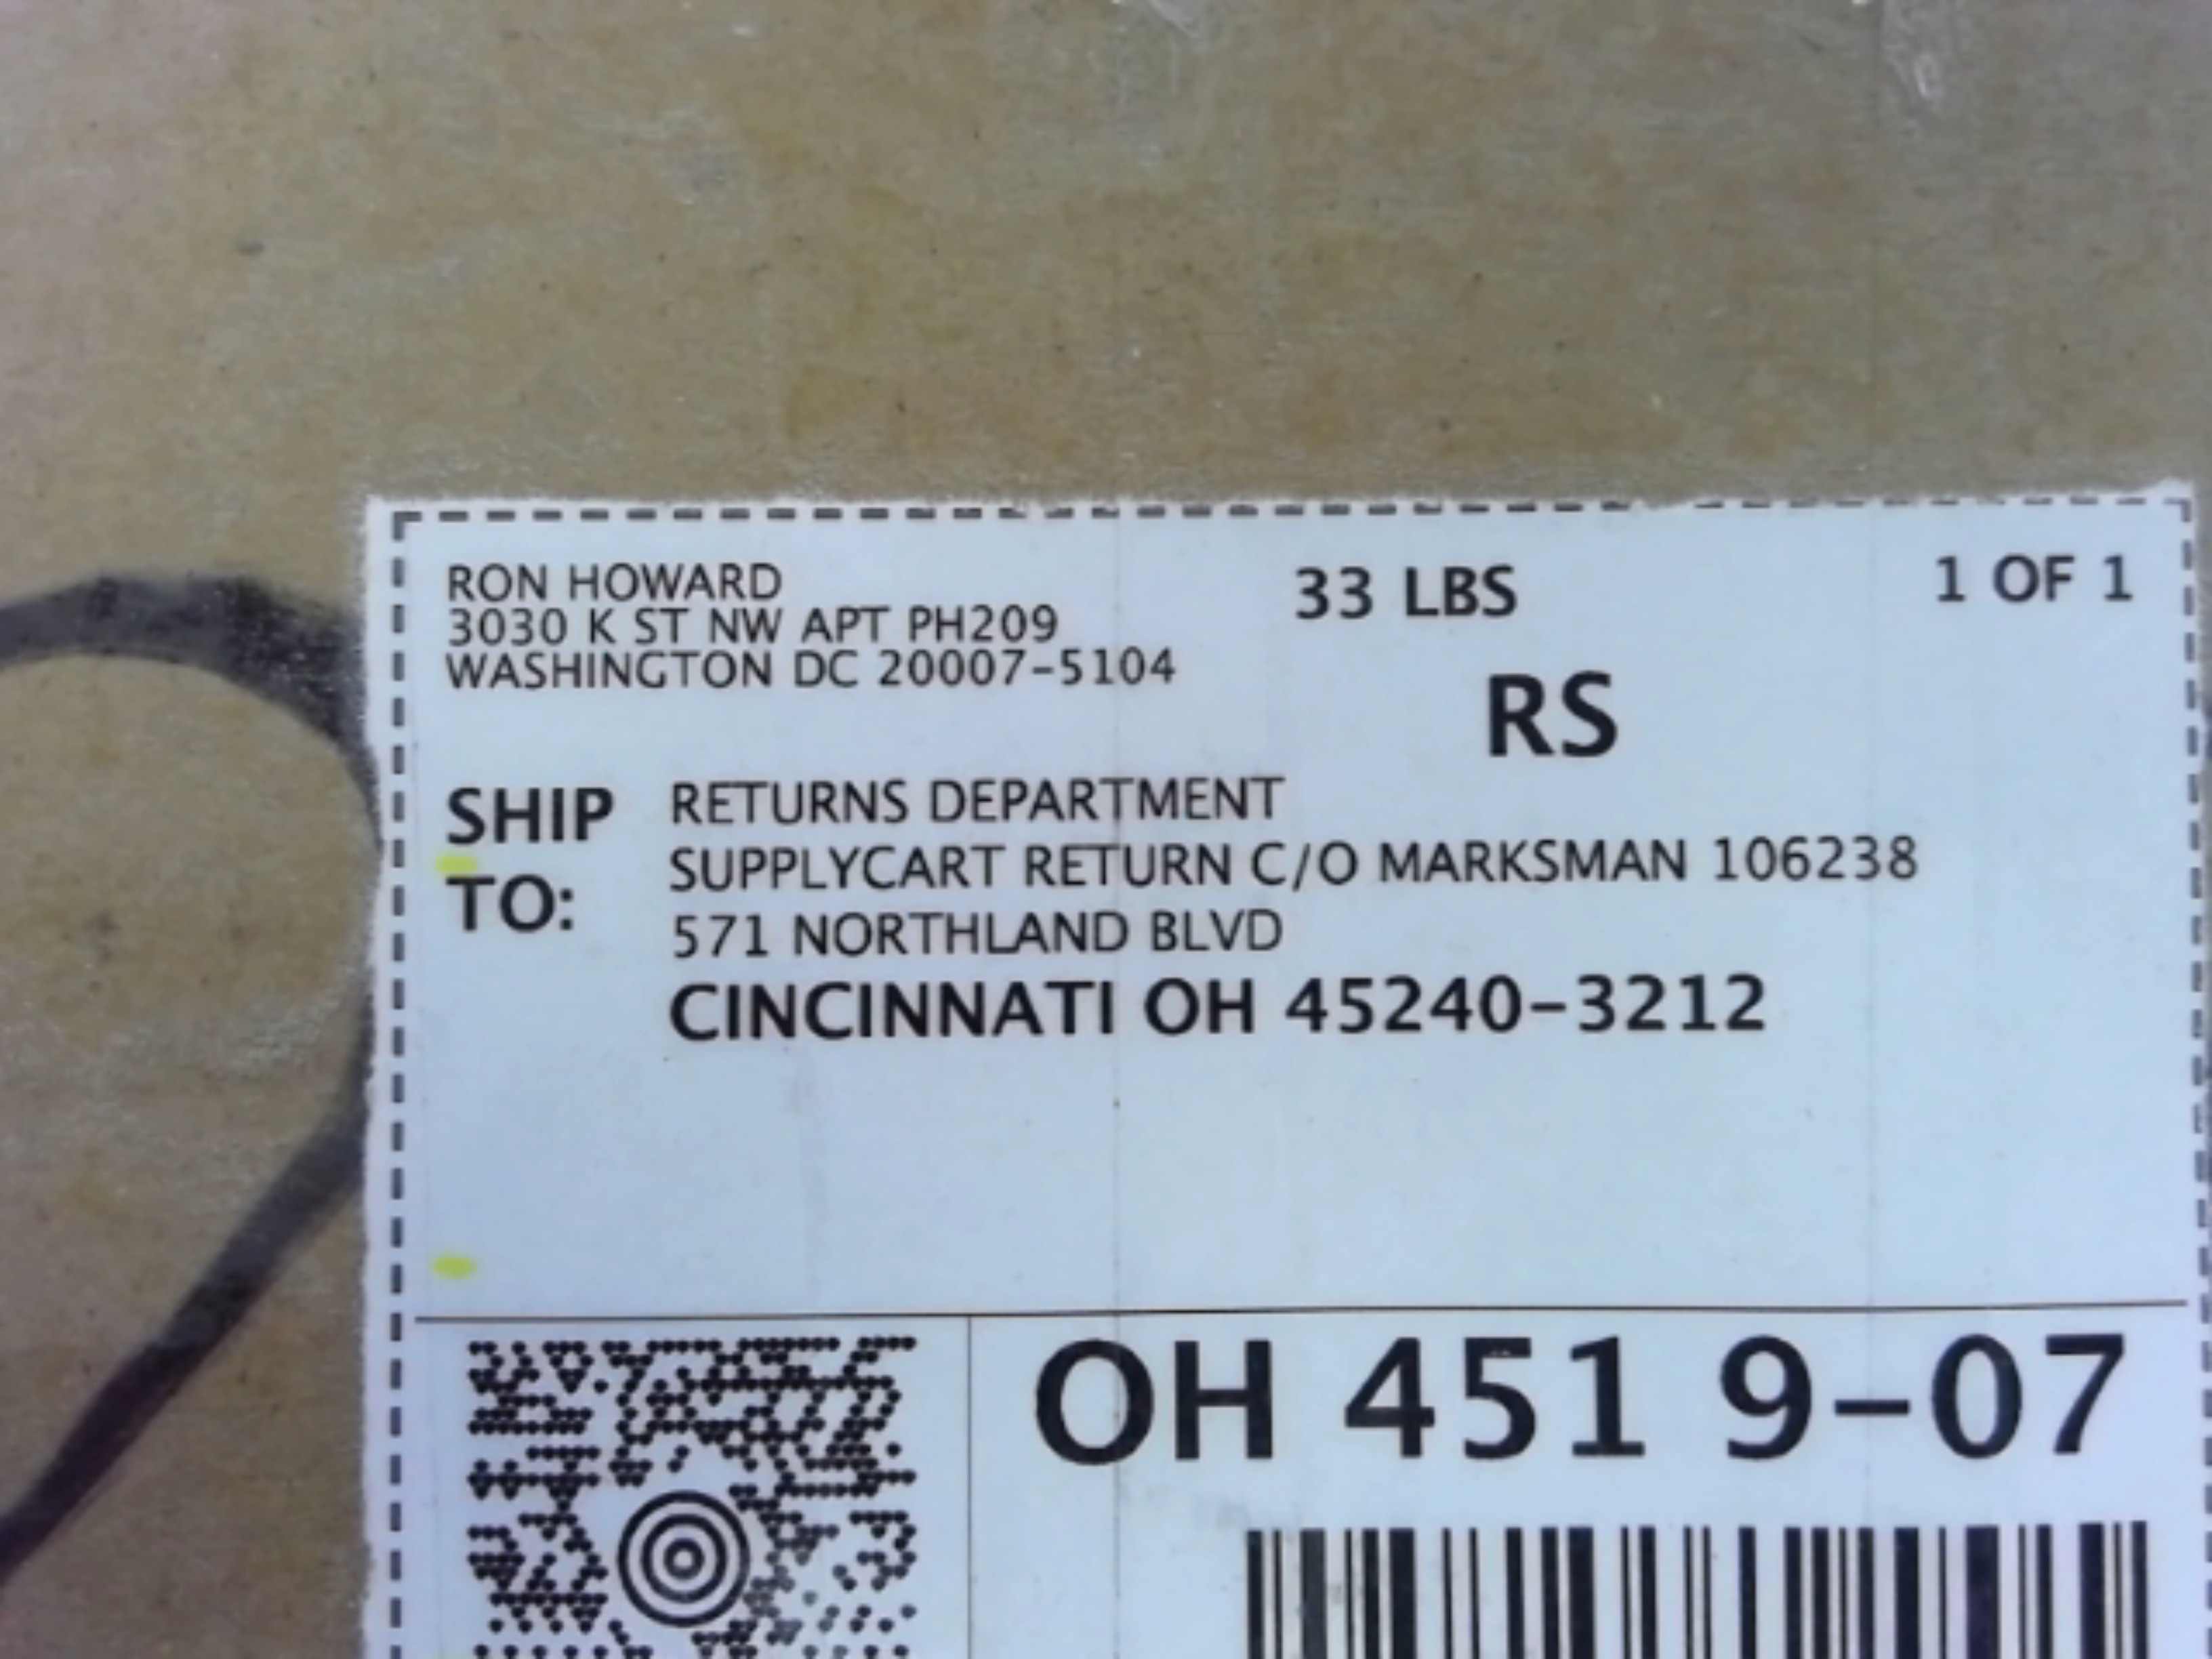 RON HOWARD
3030 K ST NW APT PH209
WASHINGTON DC 20007-5104
33 LBS
1 OF 1
RS
SHIP TO:
RETURNS DEPARTMENT
SUPPLYCART RETURN C/O MARKSMAN 106238
571 NORTHLAND BLVD
CINCINNATI OH 45240-3212
OH 451 9-07